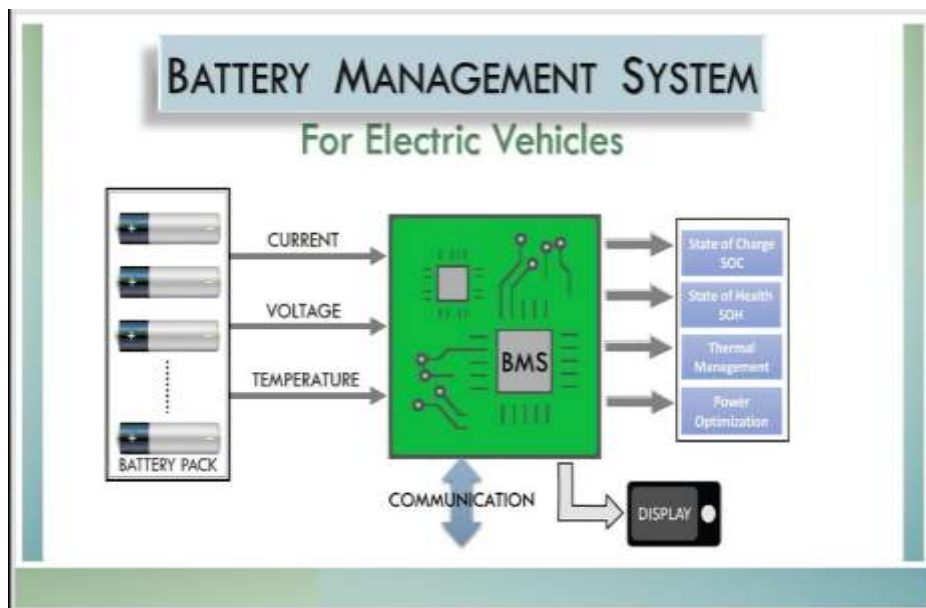 BATTERY MANAGEMENT SYSTEM
For Electric Vehicles
CURRENT
VOLTAGE
TEMPERATURE
BATTERY PACK
BMS
State of Charge
SOC
State of Health
SOH
Thermal
Management
Power
Optimization
COMMUNICATION
DISPLAY